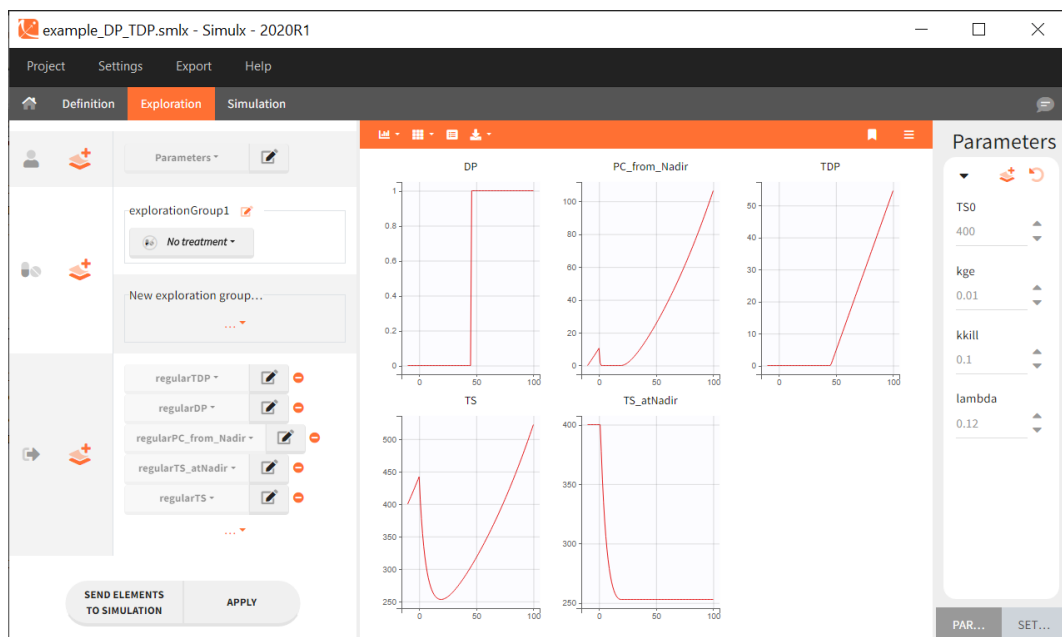 example_DP_TDP.smlx - Simulx - 2020R1
Project Settings Export Help
Definition Exploration Simulation
Parameters
explorationGroup1
No treatment
New exploration group...
...
regularTDP
regularDP
regularPC_from_Nadir
regularTS_atNadir
regularTS
...
SEND ELEMENTS
TO SIMULATION
APPLY
DP
1
0.8
0.6
0.4
0.2
0
0 50 100
PC_from_Nadir
100
80
60
40
20
0
0 50 100
TDP
50
40
30
20
10
0
0 50 100
TS
500
450
400
350
300
250
0 50 100
TS_atNadir
400
350
300
250
0 50 100
Parameters
TS0
400
kge
0.01
kkill
0.1
lambda
0.12
PAR... SET...